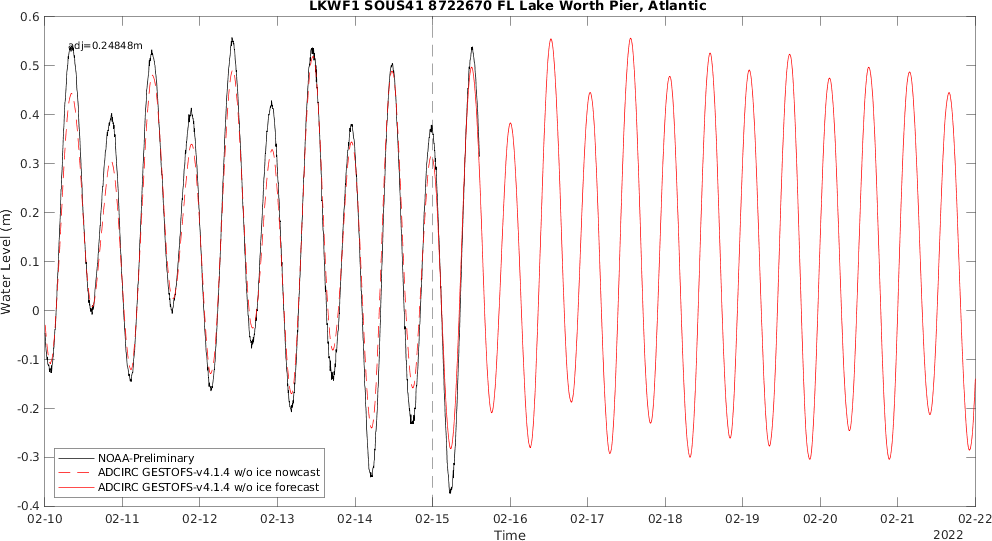 LKWF1 SOUS41 8722670 FL Lake Worth Pier, Atlantic
0.6
adj=0.24848m
0.5
0.4
0.3
0.2
0.1
0
-0.1
-0.2
-0.3
-0.4
Water Level (m)
NOAA-Preliminary
ADCIRC GESTOFS-v4.1.4 w/o ice nowcast
ADCIRC GESTOFS-v4.1.4 w/o ice forecast
02-10 02-11 02-12 02-13 02-14 02-15 02-16 02-17 02-18 02-19 02-20 02-21 02-22
Time
2022